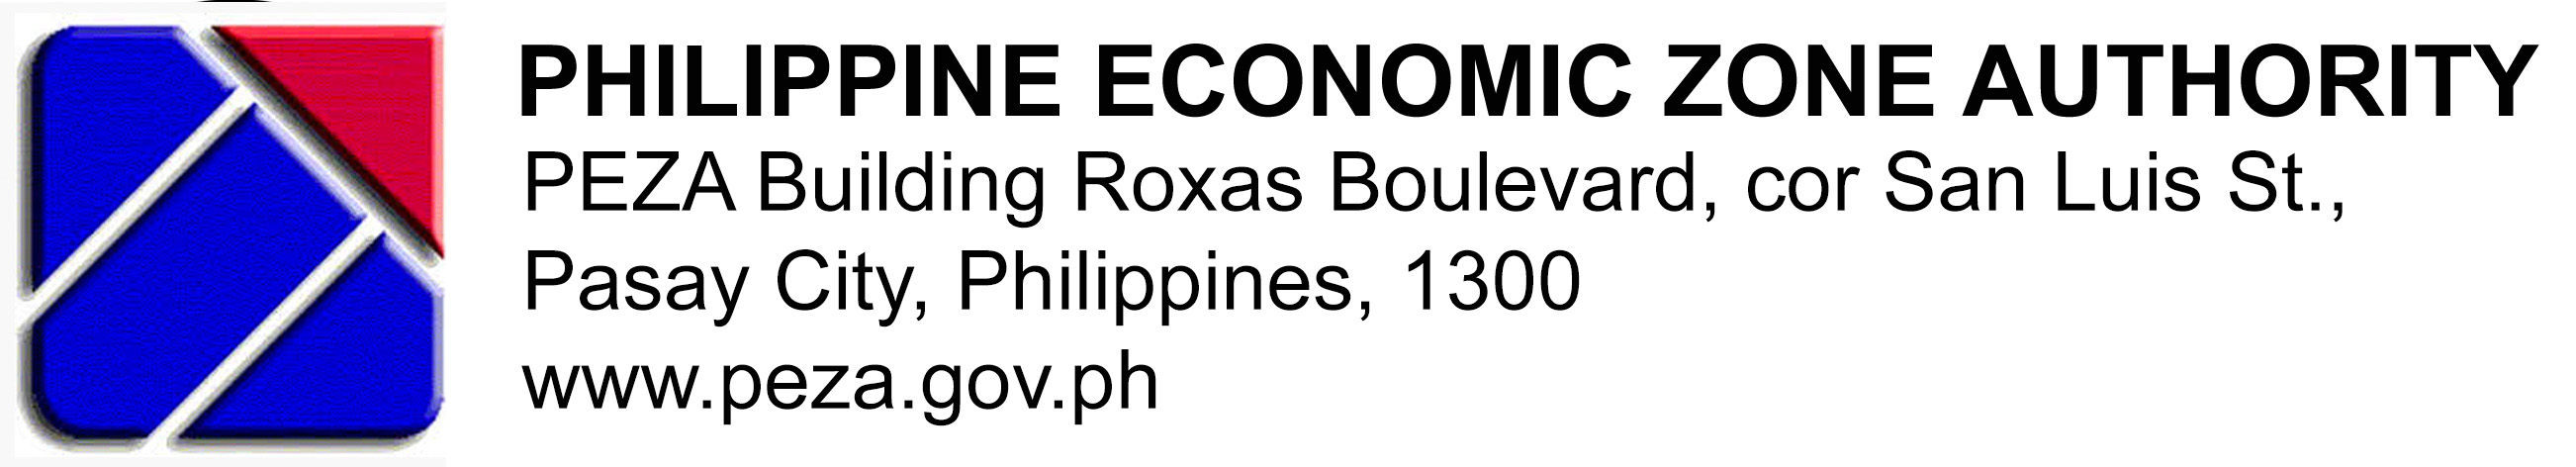 PHILIPPINE ECONOMIC ZONE AUTHORITY
PEZA Building Roxas Boulevard, cor San Luis St.,
Pasay City, Philippines, 1300
www.peza.gov.ph